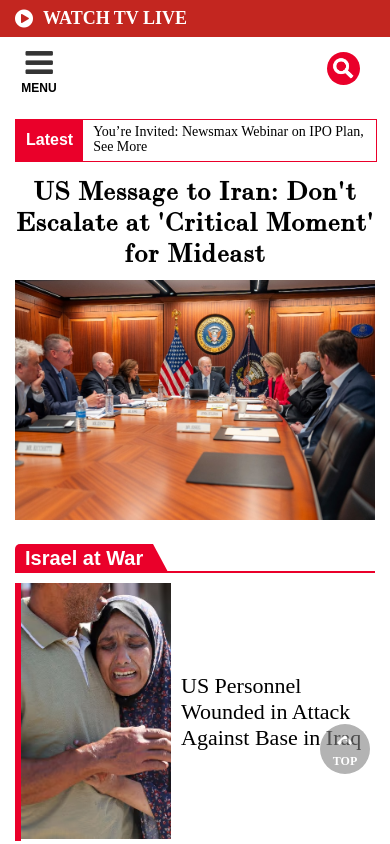 WATCH TV LIVE
MENU
Latest
You’re Invited: Newsmax Webinar on IPO Plan,
See More
US Message to Iran: Don't
Escalate at 'Critical Moment'
for Mideast
Israel at War
US Personnel
Wounded in Attack
Against Base in Iraq
TOP